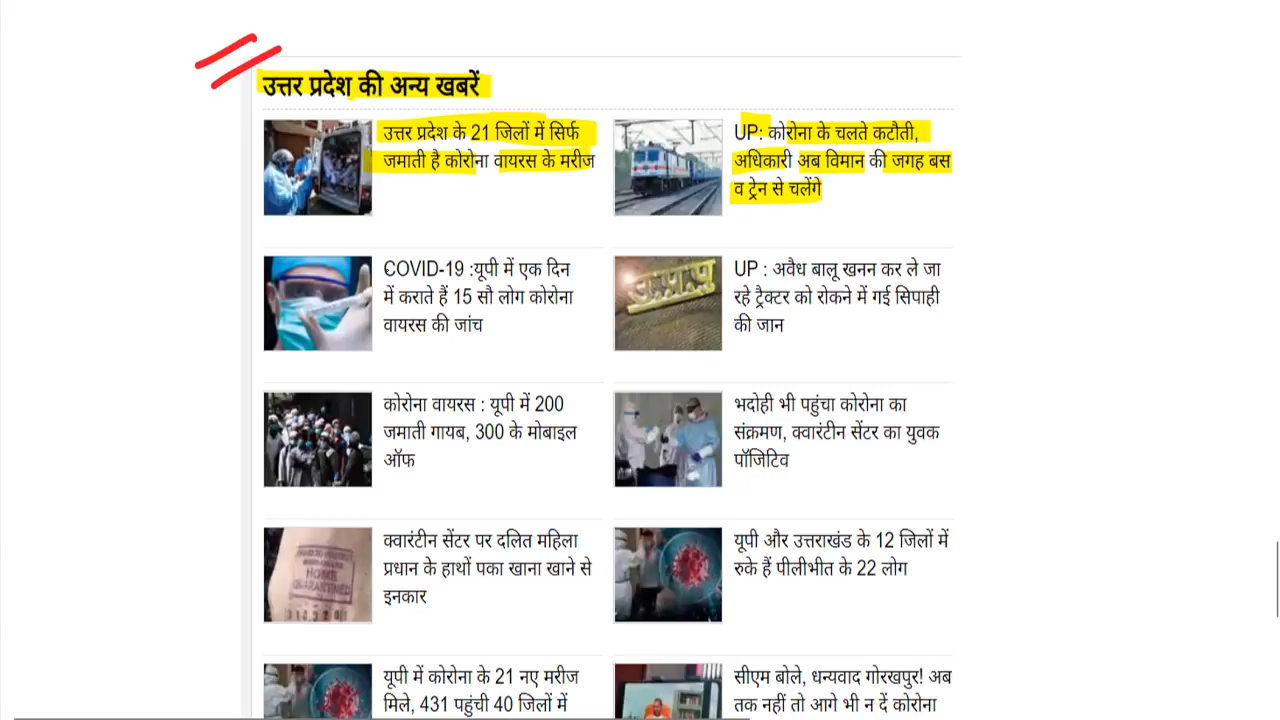 उत्तर प्रदेश की अन्य खबरें
उत्तर प्रदेश के 21 जिलों में सिर्फ
जमाती है कोरोना वायरस के मरीज
UP: कोरोना के चलते कटौती,
अधिकारी अब विमान की जगह बस
व ट्रेन से चलेंगे
COVID-19 :यूपी में एक दिन
में कराते हैं 15 सौ लोग कोरोना
वायरस की जांच
UP : अवैध बालू खनन कर ले जा
रहे ट्रैक्टर को रोकने में गई सिपाही
की जान
उ.प्र.पु
कोरोना वायरस : यूपी में 200
जमाती गायब, 300 के मोबाइल
ऑफ
भदोही भी पहुंचा कोरोना का
संक्रमण, क्वारंटीन सेंटर का युवक
पॉजिटिव
क्वारंटीन सेंटर पर दलित महिला
प्रधान के हाथों पका खाना खाने से
इनकार
HOME
QUARANTINED
यूपी और उत्तराखंड के 12 जिलों में
रुके हैं पीलीभीत के 22 लोग
यूपी में कोरोना के 21 नए मरीज
मिले, 431 पहुंची 40 जिलों में
सीएम बोले, धन्यवाद गोरखपुर! अब
तक नहीं तो आगे भी न दें कोरोना